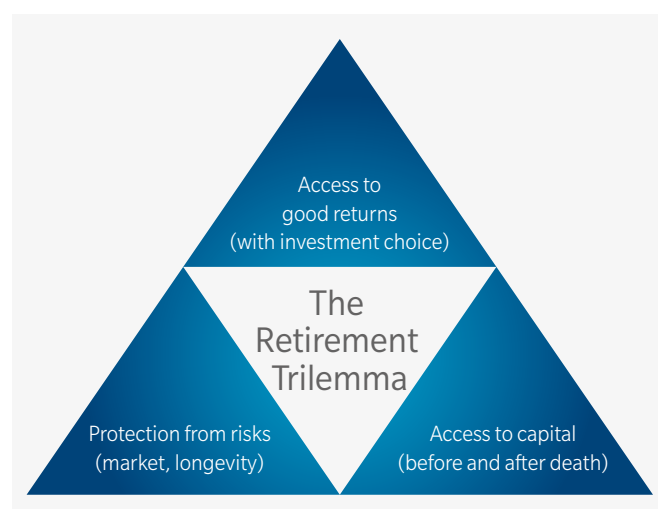 Access to
good returns
(with investment choice)
The
Retirement
Trilemma
Protection from risks
(market, longevity)
Access to capital
(before and after death)